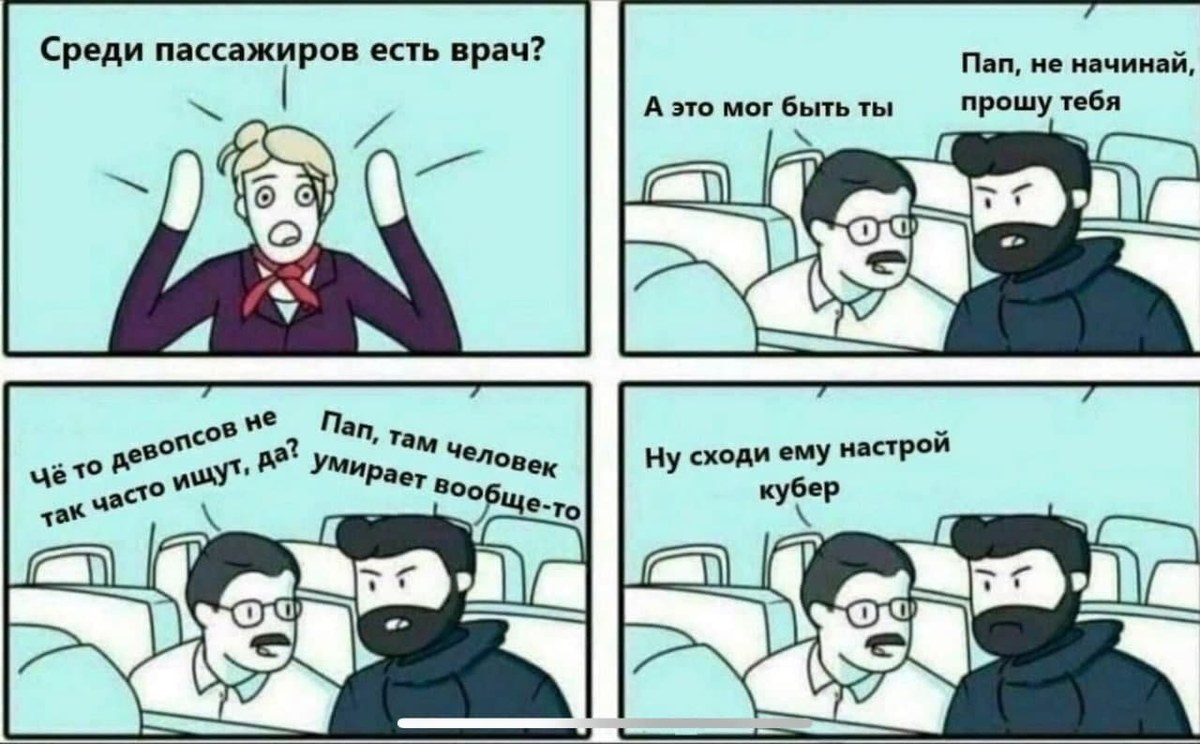 Среди пассажиров есть врач?
А это мог быть ты
Пап, не начинай,
прошу тебя
Чё то девопсов не
так часто ищут, да?
Пап, там человек
умирает вообще-то
Ну сходи ему настрой
кубер